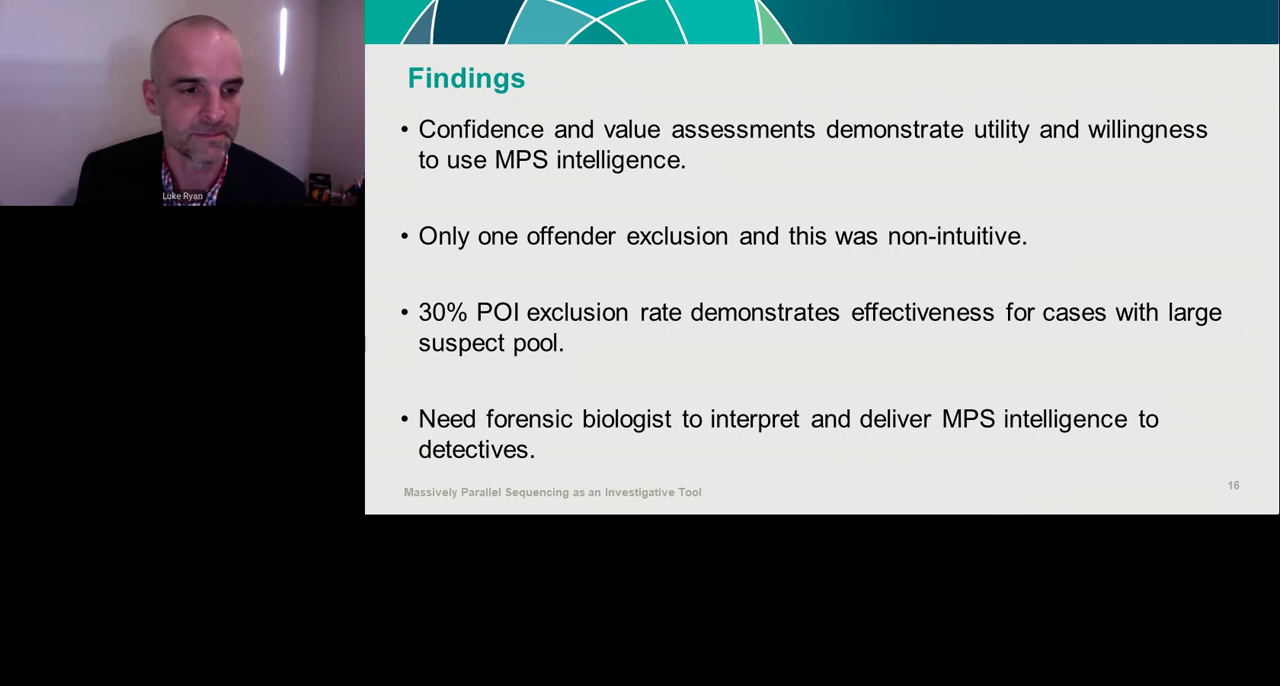 Luke Ryan
Findings
• Confidence and value assessments demonstrate utility and willingness
to use MPS intelligence.
• Only one offender exclusion and this was non-intuitive.
• 30% POI exclusion rate demonstrates effectiveness for cases with large
suspect pool.
• Need forensic biologist to interpret and deliver MPS intelligence to
detectives.
Massively Parallel Sequencing as an Investigative Tool
16